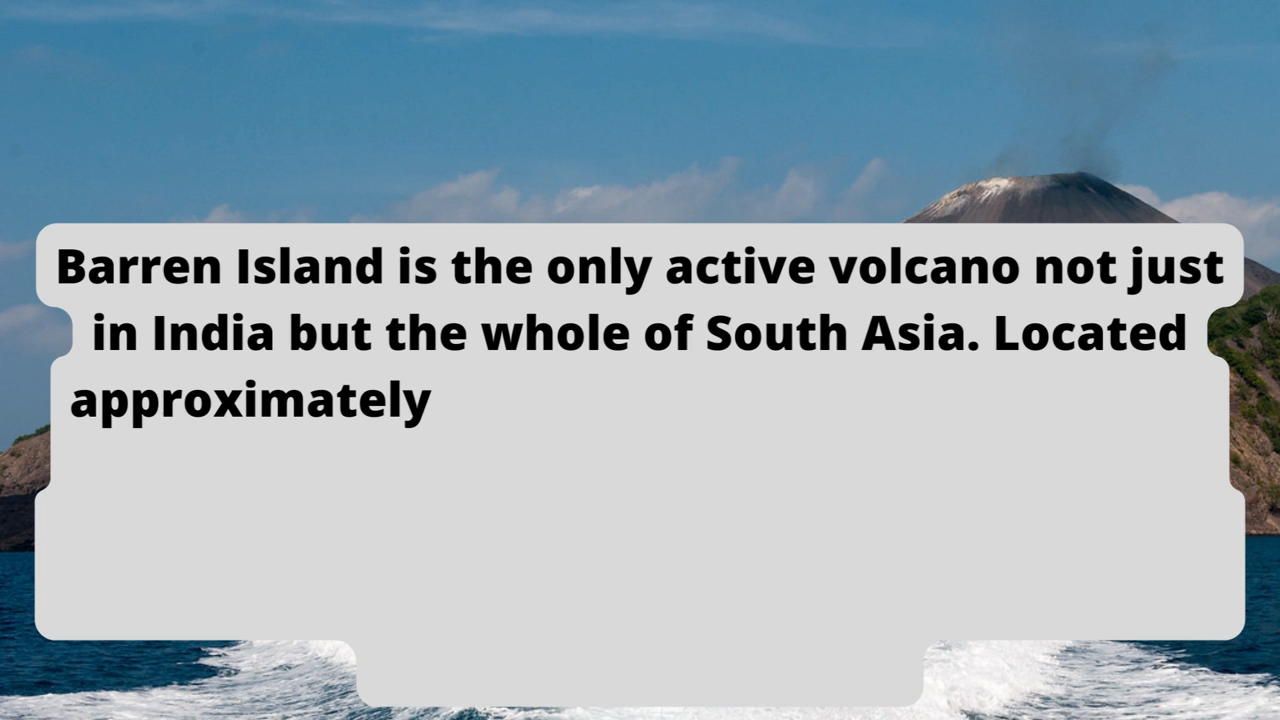 Barren Island is the only active volcano not just
in India but the whole of South Asia. Located
approximately